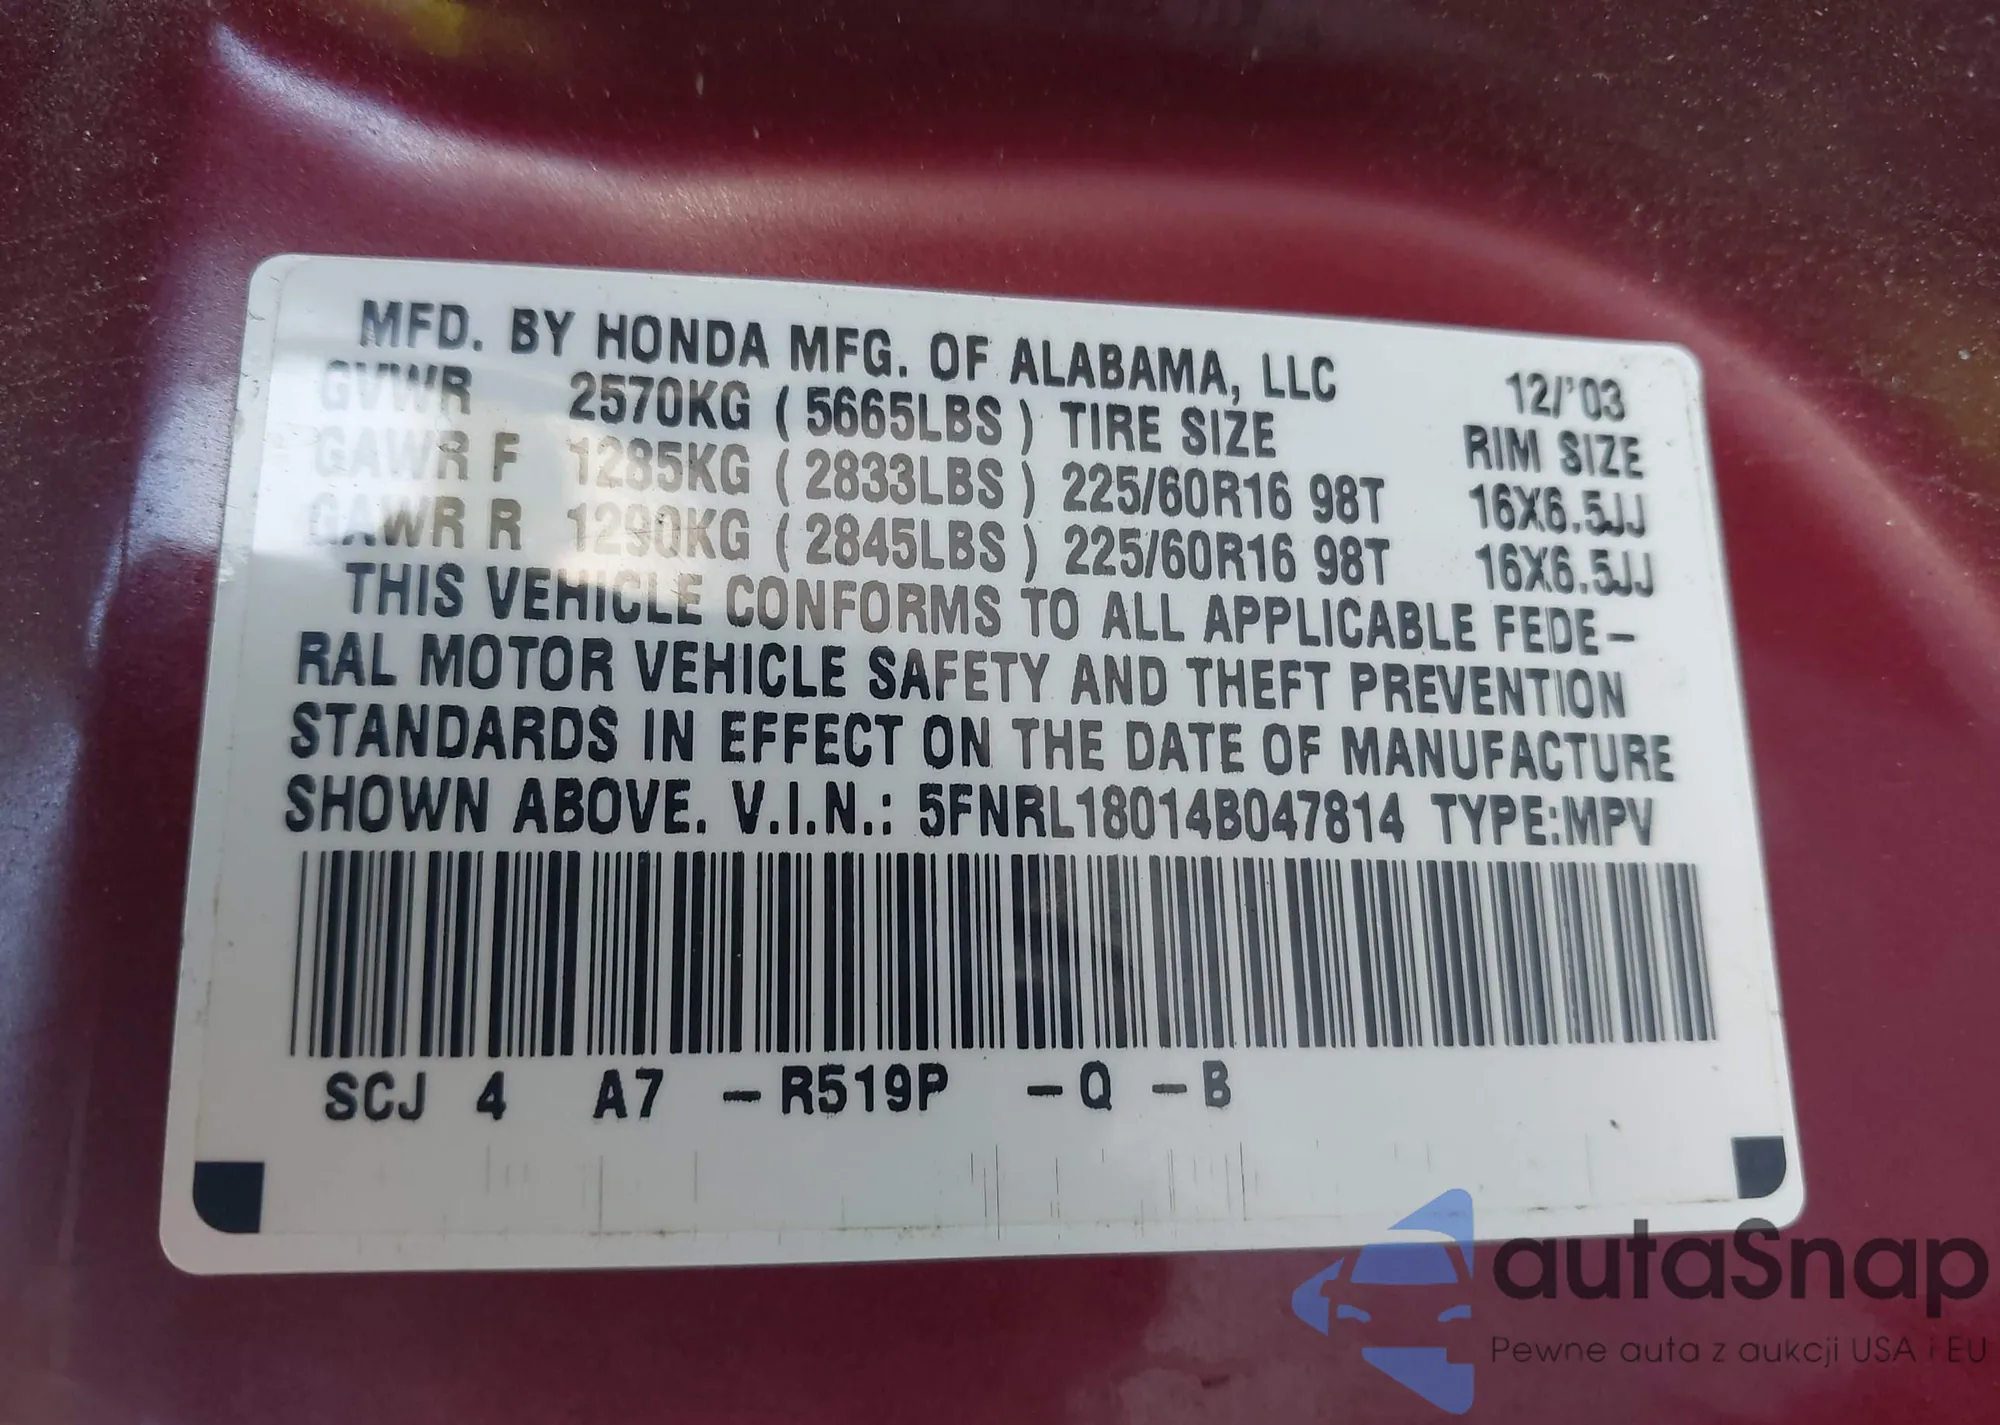 MFD. BY HONDA MFG. OF ALABAMA, LLC 12/'03
GVWR 2570KG ( 5665LBS ) TIRE SIZE RIM SIZE
GAWR F 1285KG ( 2833LBS ) 225/60R16 98T 16X6.5JJ
GAWR R 1290KG ( 2845LBS ) 225/60R16 98T 16X6.5JJ
THIS VEHICLE CONFORMS TO ALL APPLICABLE FEDE-
RAL MOTOR VEHICLE SAFETY AND THEFT PREVENTION
STANDARDS IN EFFECT ON THE DATE OF MANUFACTURE
SHOWN ABOVE. V.I.N.: 5FNRL18014B047814 TYPE:MPV
SCJ 4 A7 -R519P -Q -B
autaSnap
Pewne auta z aukcji USA i EU